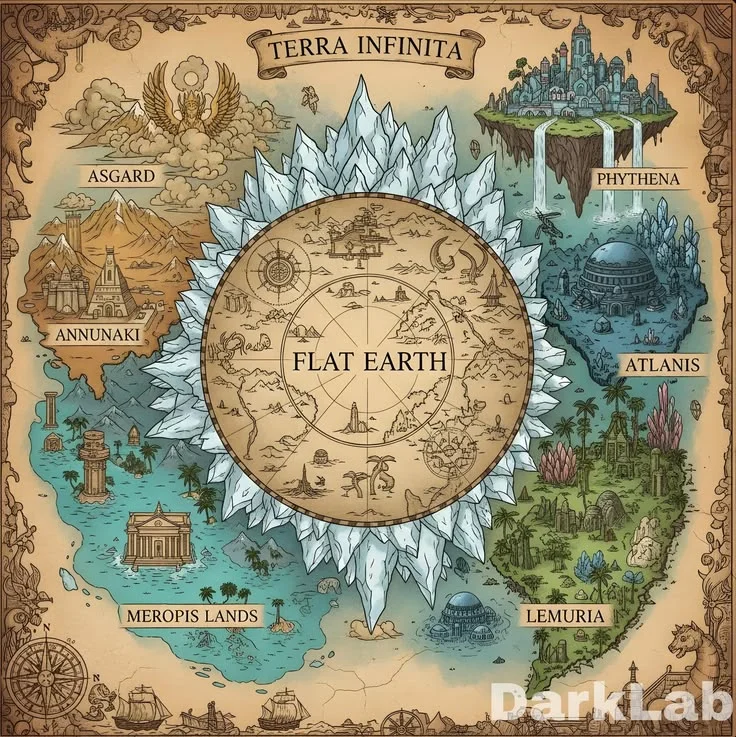 TERRA INFINITA
ASGARD
PHYTHENA
ANNUNAKI
FLAT EARTH
ATLANIS
MEROPIS LANDS
LEMURIA
N
DarkLab